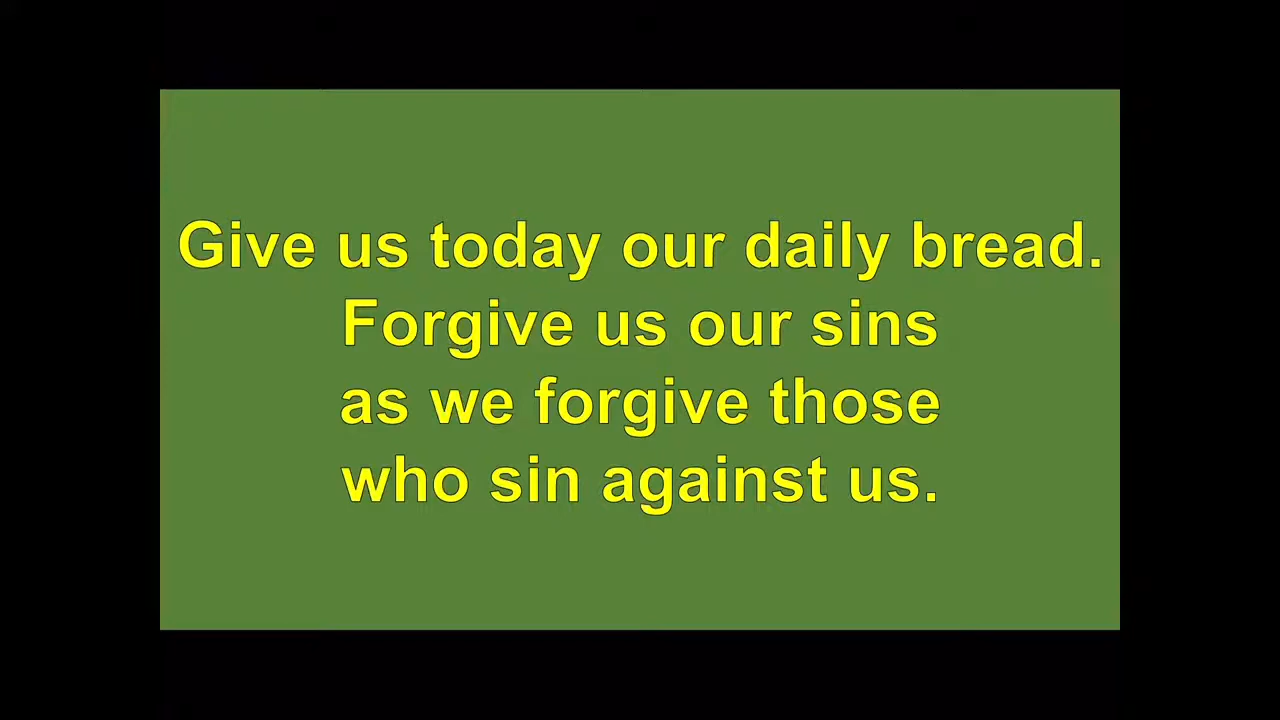 Give us today our daily bread.
Forgive us our sins
as we forgive those
who sin against us.